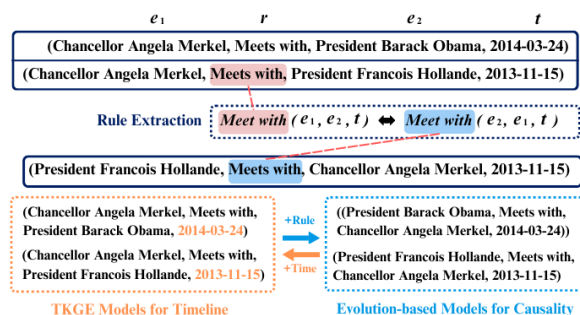 e1 r e2 t
(Chancellor Angela Merkel, Meets with, President Barack Obama, 2014-03-24)
(Chancellor Angela Merkel, Meets with, President Francois Hollande, 2013-11-15)
Rule Extraction Meet with ( e1 , e2 , t ) ⬌ Meet with ( e2 , e1 , t )
(President Francois Hollande, Meets with, Chancellor Angela Merkel, 2013-11-15)
(Chancellor Angela Merkel, Meets with,
President Barack Obama, 2014-03-24)
(Chancellor Angela Merkel, Meets with,
President Francois Hollande, 2013-11-15)
+Rule
+Time
((President Barack Obama, Meets with,
Chancellor Angela Merkel, 2014-03-24))
(President Francois Hollande, Meets with,
Chancellor Angela Merkel, 2013-11-15)
TKGE Models for Timeline
Evolution-based Models for Causality